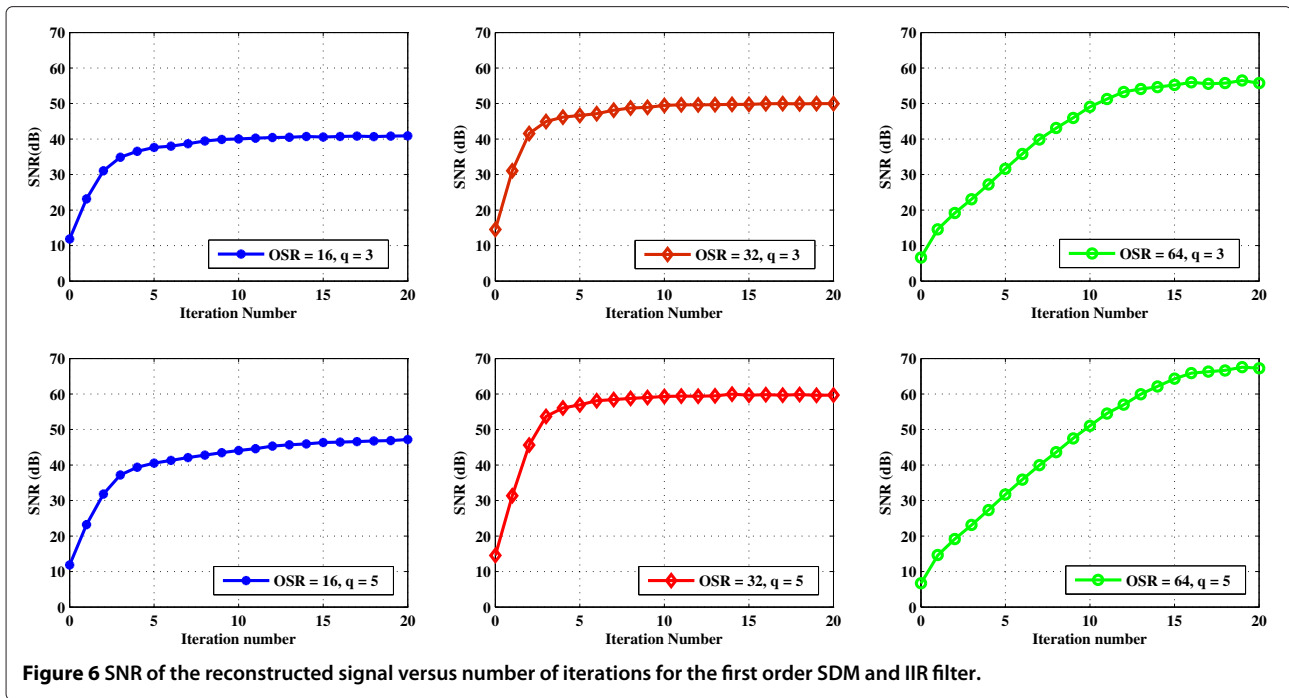 70
60
50
40
30
20
10
0
SNR(dB)
0 5 10 15 20
Iteration Number
OSR = 16, q = 3
70
60
50
40
30
20
10
0
SNR (dB)
0 5 10 15 20
Iteration Number
OSR = 32, q = 3
70
60
50
40
30
20
10
0
SNR (dB)
0 5 10 15 20
Iteration Number
OSR = 64, q = 3
70
60
50
40
30
20
10
0
SNR (dB)
0 5 10 15 20
Iteration number
OSR = 16, q = 5
70
60
50
40
30
20
10
0
SNR (dB)
0 5 10 15 20
Iteration number
OSR = 32, q = 5
70
60
50
40
30
20
10
0
SNR (dB)
0 5 10 15 20
Iteration number
OSR = 64, q = 5
Figure 6 SNR of the reconstructed signal versus number of iterations for the first order SDM and IIR filter.